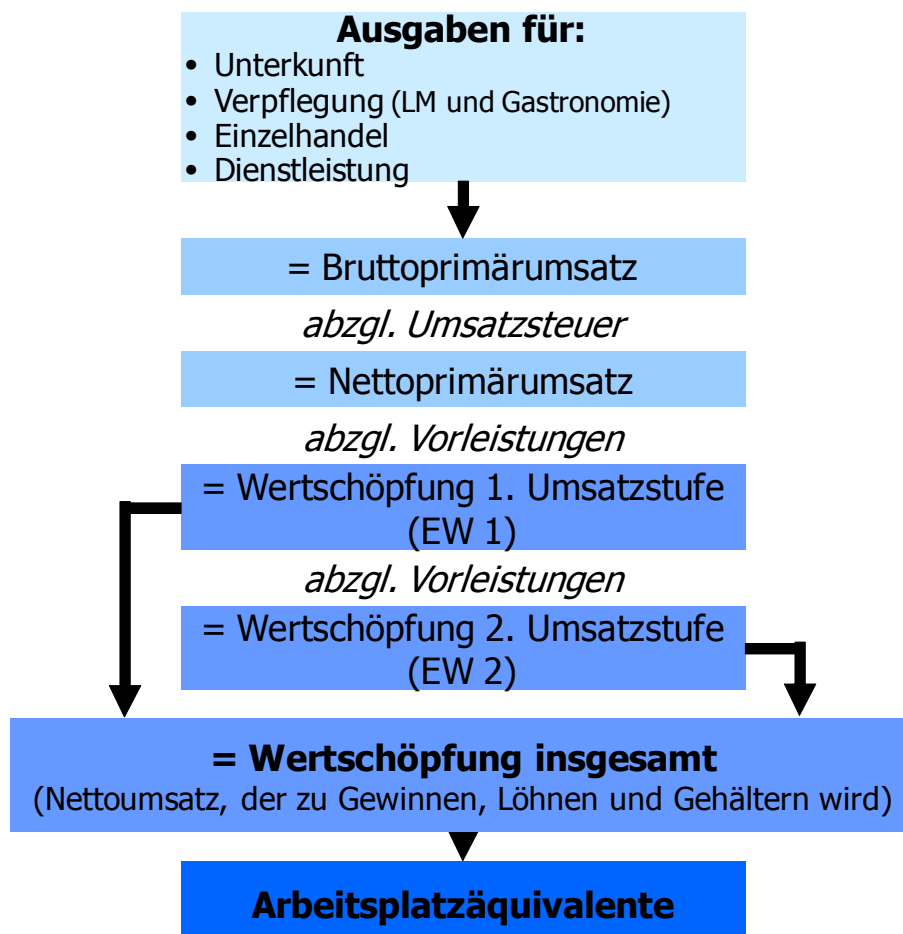 Ausgaben für:
• Unterkunft
• Verpflegung (LM und Gastronomie)
• Einzelhandel
• Dienstleistung
= Bruttoprimärumsatz
abzgl. Umsatzsteuer
= Nettoprimärumsatz
abzgl. Vorleistungen
= Wertschöpfung 1. Umsatzstufe
(EW 1)
abzgl. Vorleistungen
= Wertschöpfung 2. Umsatzstufe
(EW 2)
= Wertschöpfung insgesamt
(Nettoumsatz, der zu Gewinnen, Löhnen und Gehältern wird)
Arbeitsplatzäquivalente